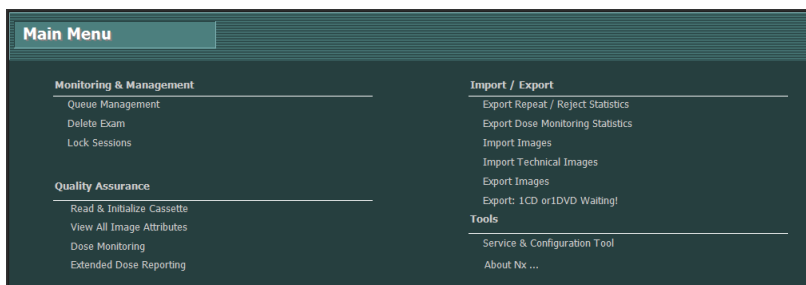 Main Menu
Monitoring & Management
Queue Management
Delete Exam
Lock Sessions
Quality Assurance
Read & Initialize Cassette
View All Image Attributes
Dose Monitoring
Extended Dose Reporting
Import / Export
Export Repeat / Reject Statistics
Export Dose Monitoring Statistics
Import Images
Import Technical Images
Export Images
Export: 1CD or1DVD Waiting!
Tools
Service & Configuration Tool
About Nx ...